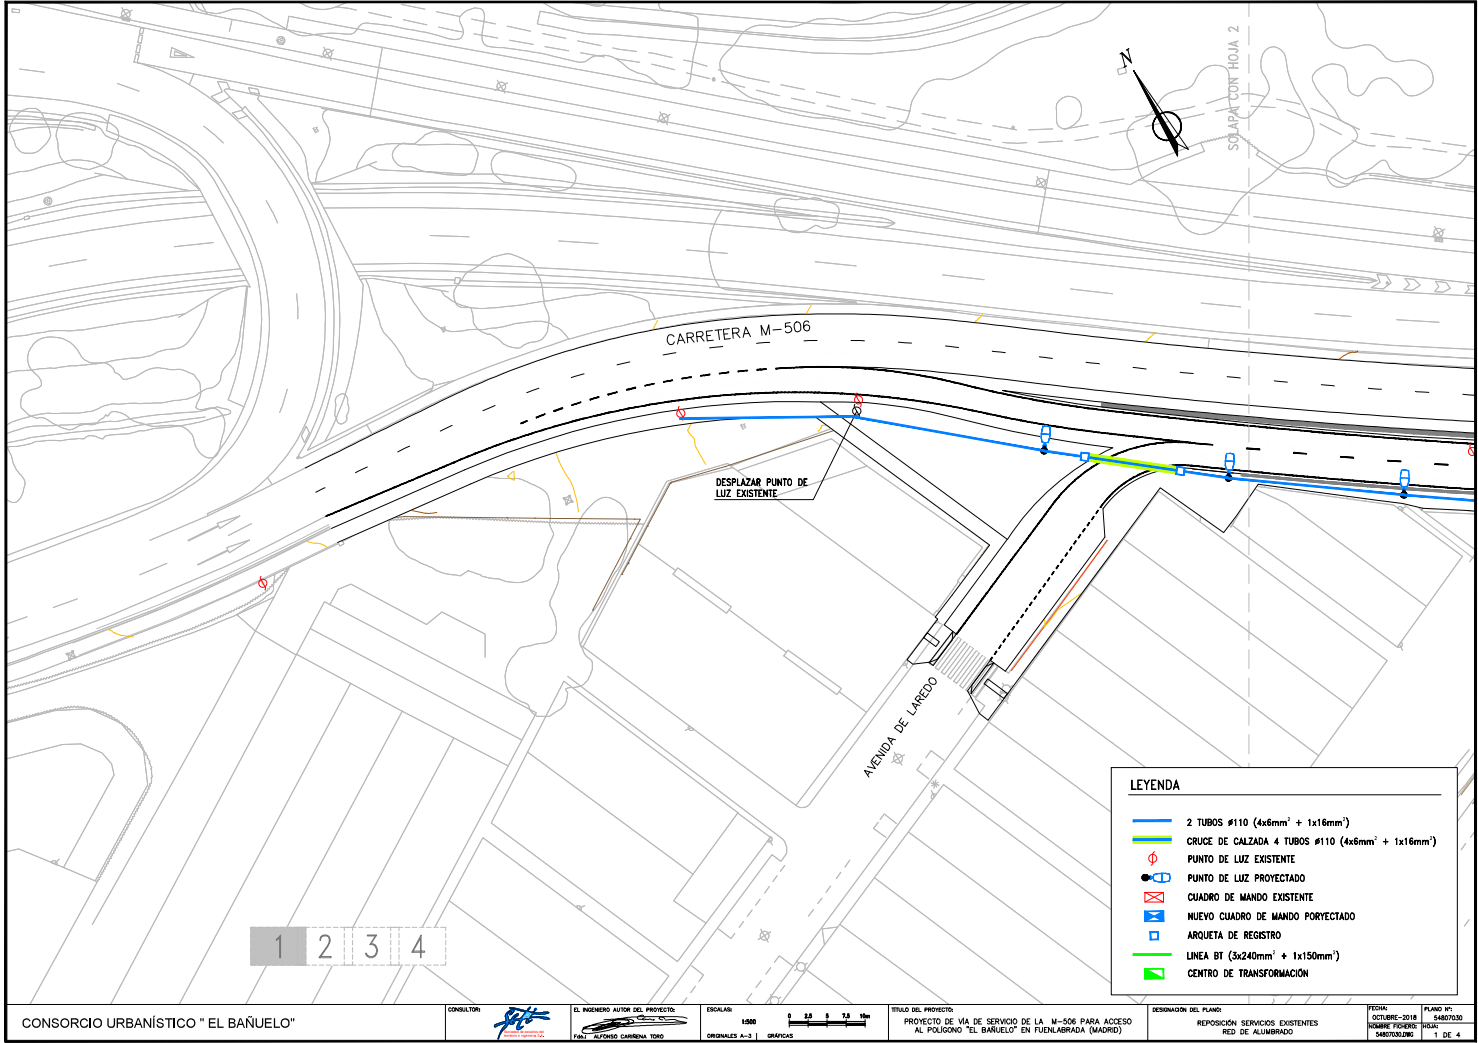 N
SOLAPA CON HOJA 2
CARRETERA M-506
DESPLAZAR PUNTO DE
LUZ EXISTENTE
AVENIDA DE LAREDO
LEYENDA
2 TUBOS ø110 (4x6mm² + 1x16mm²)
CRUCE DE CALZADA 4 TUBOS ø110 (4x6mm² + 1x16mm²)
PUNTO DE LUZ EXISTENTE
PUNTO DE LUZ PROYECTADO
CUADRO DE MANDO EXISTENTE
NUEVO CUADRO DE MANDO PORYECTADO
ARQUETA DE REGISTRO
LINEA BT (3x240mm² + 1x150mm²)
CENTRO DE TRANSFORMACIÓN
1 2 3 4
CONSORCIO URBANÍSTICO " EL BAÑUELO"
CONSULTOR:
EL INGENIERO AUTOR DEL PROYECTO:
Fdo.: ALFONSO CARIÑENA TORO
ESCALAS:
1:500
ORIGINALES A-3
GRÁFICAS
0 2,5 5 7,5 10m
TITULO DEL PROYECTO:
PROYECTO DE VÍA DE SERVICIO DE LA M-506 PARA ACCESO
AL POLÍGONO "EL BAÑUELO" EN FUENLABRADA (MADRID)
DESIGNACIÓN DEL PLANO:
REPOSICIÓN SERVICIOS EXISTENTES
RED DE ALUMBRADO
FECHA:
OCTUBRE-2018
NOMBRE FICHERO:
54807030.DWG
PLANO Nº:
54807030
HOJA:
1 DE 4